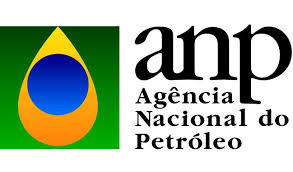 anp
Agência
Nacional do
Petróleo